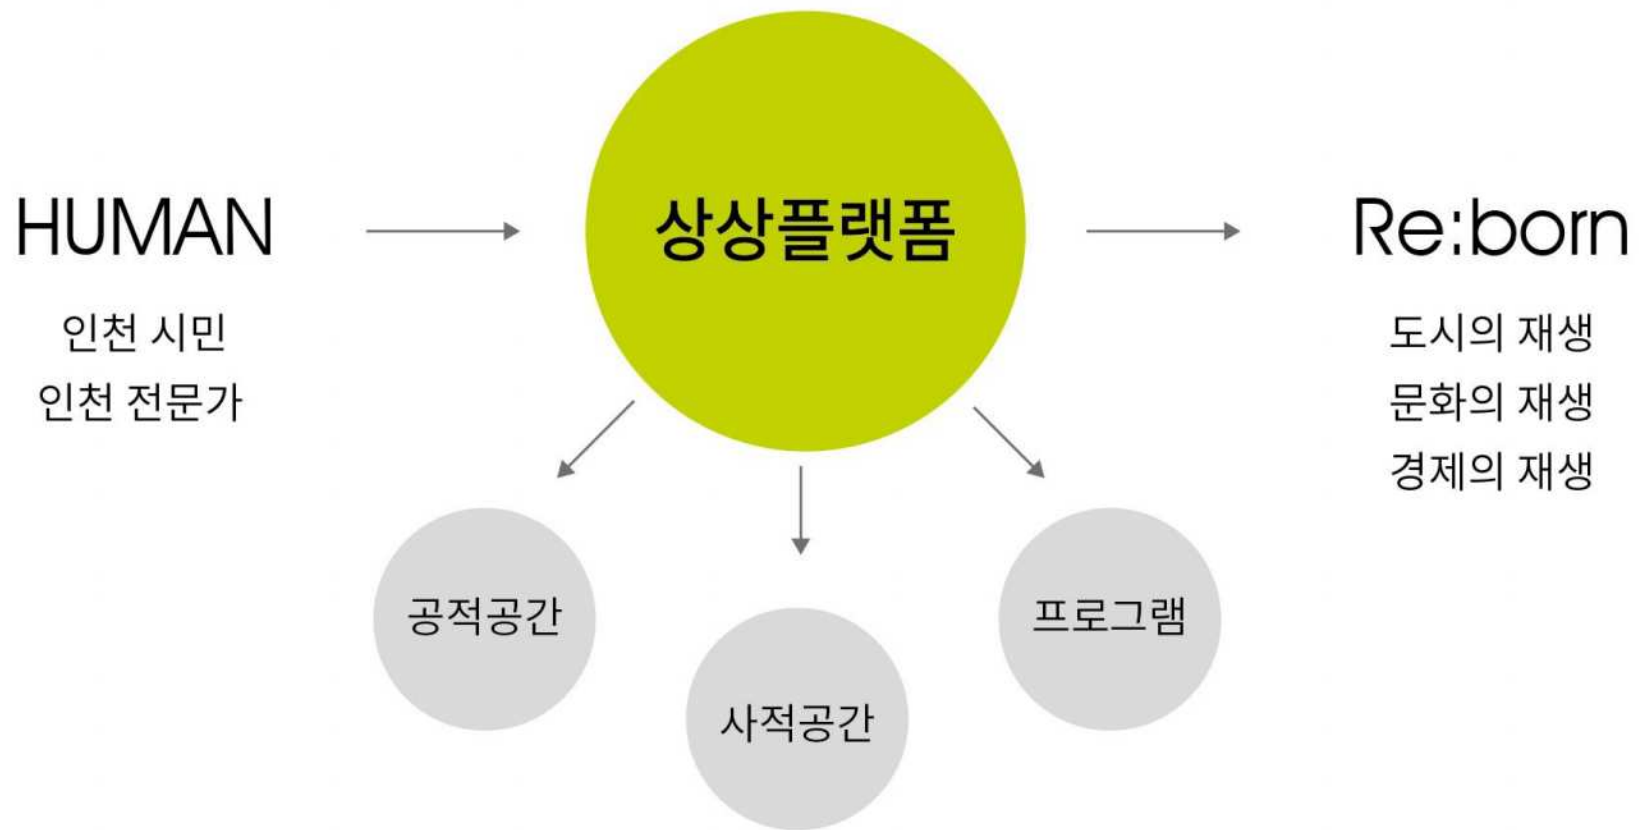 HUMAN
인천 시민
인천 전문가
상상플랫폼
Re:born
도시의 재생
문화의 재생
경제의 재생
공적공간
사적공간
프로그램